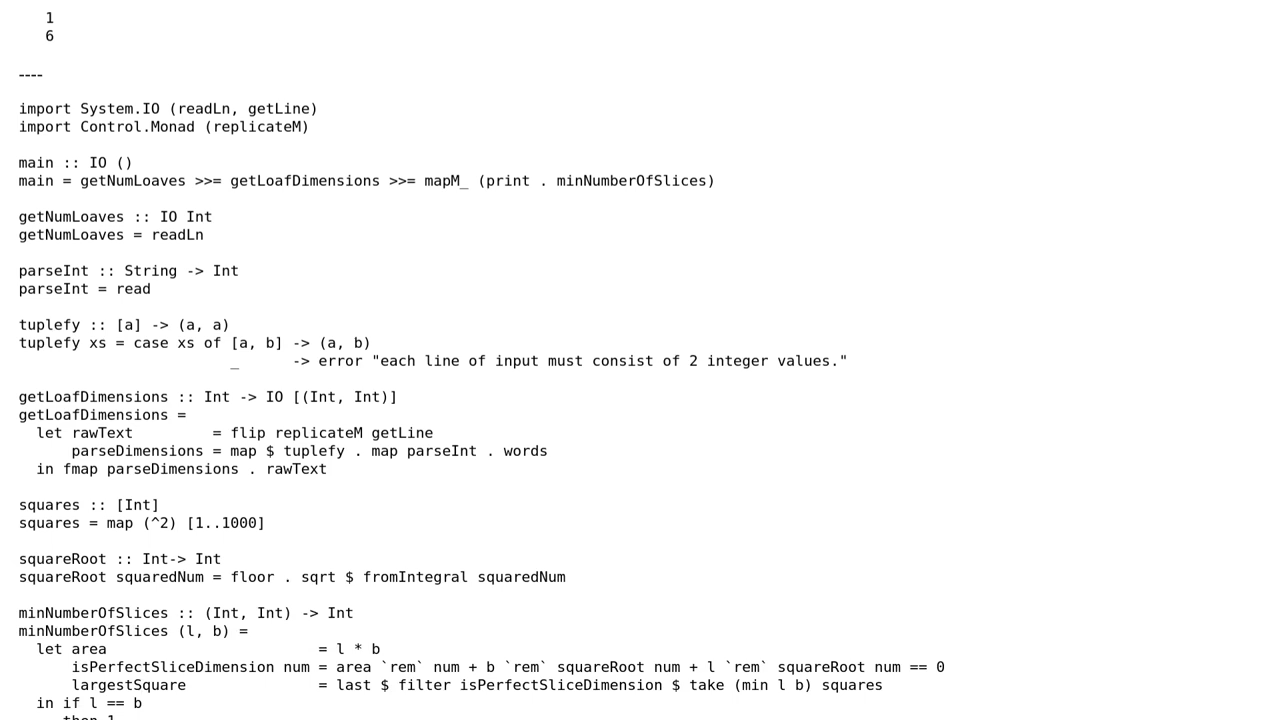 1
6
----
import System.IO (readLn, getLine)
import Control.Monad (replicateM)
main :: IO ()
main = getNumLoaves >>= getLoafDimensions >>= mapM_ (print . minNumberOfSlices)
getNumLoaves :: IO Int
getNumLoaves = readLn
parseInt :: String -> Int
parseInt = read
tuplefy :: [a] -> (a, a)
tuplefy xs = case xs of [a, b] -> (a, b)
                        _      -> error "each line of input must consist of 2 integer values."
getLoafDimensions :: Int -> IO [(Int, Int)]
getLoafDimensions =
  let rawText         = flip replicateM getLine
      parseDimensions = map $ tuplefy . map parseInt . words
  in fmap parseDimensions . rawText
squares :: [Int]
squares = map (^2) [1..1000]
squareRoot :: Int-> Int
squareRoot squaredNum = floor . sqrt $ fromIntegral squaredNum
minNumberOfSlices :: (Int, Int) -> Int
minNumberOfSlices (l, b) =
  let area                        = l * b
      isPerfectSliceDimension num = area `rem` num + b `rem` squareRoot num + l `rem` squareRoot num == 0
      largestSquare               = last $ filter isPerfectSliceDimension $ take (min l b) squares
  in if l == b
     then 1